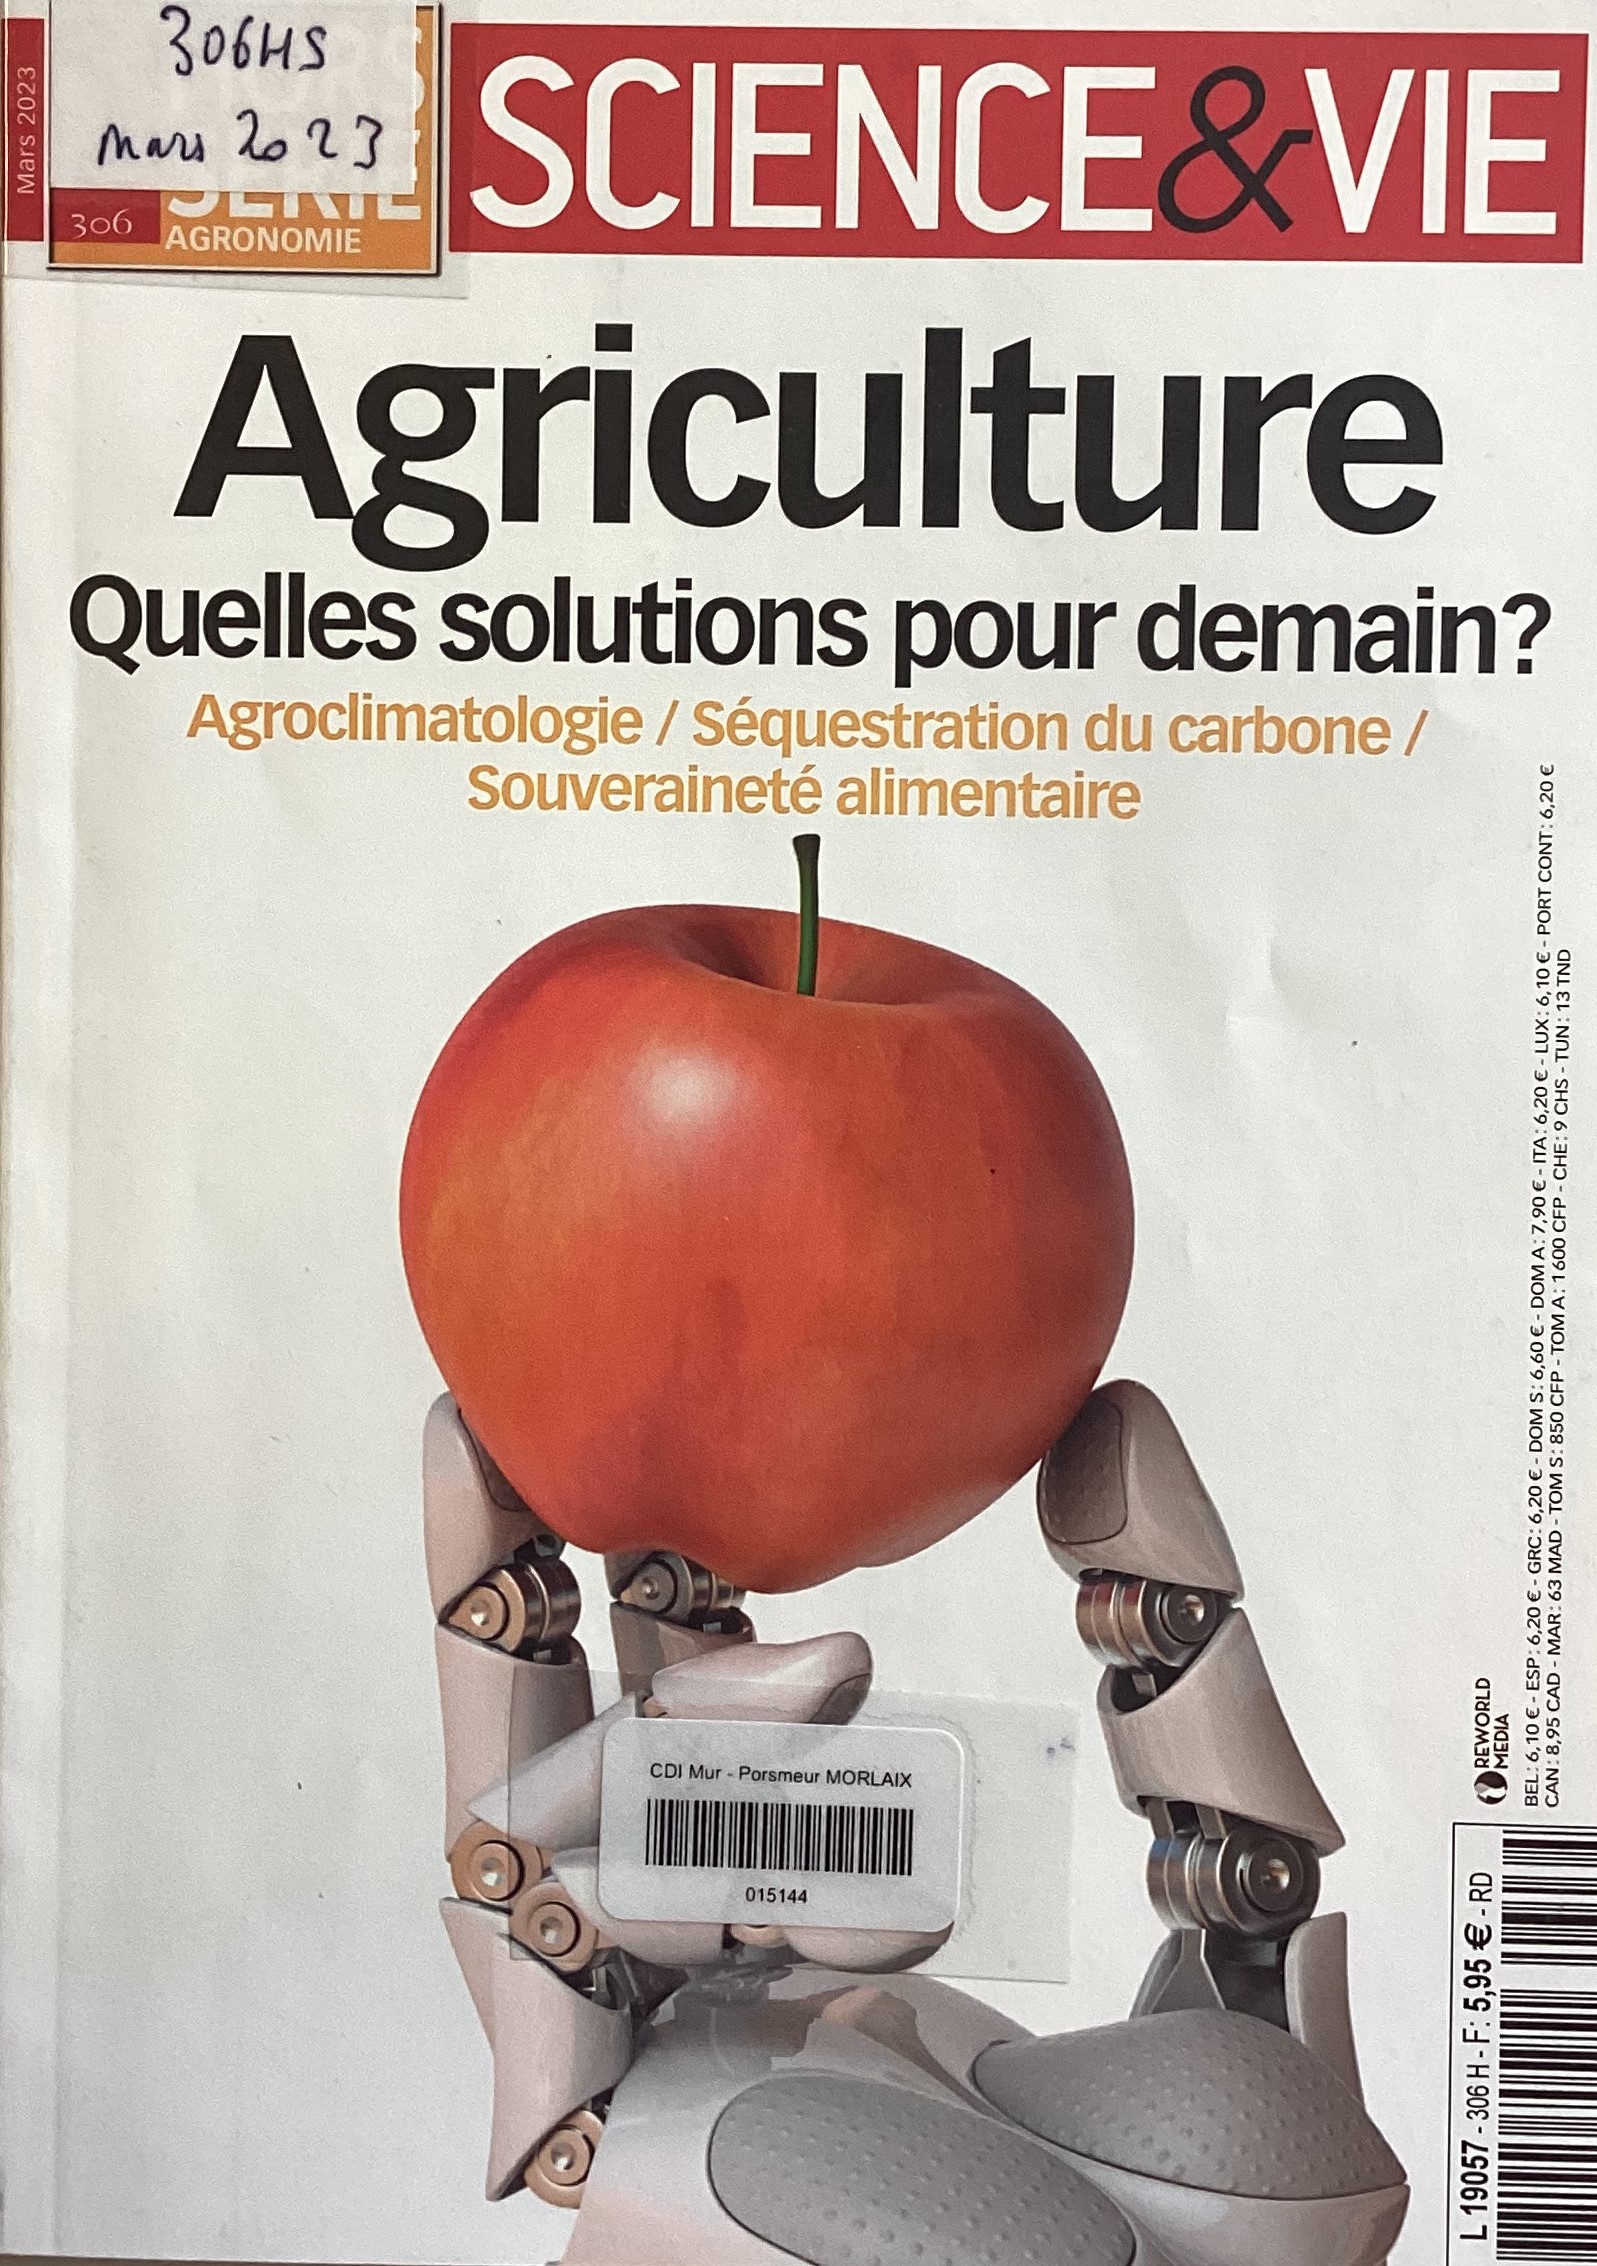 306HS
mars 2023
Mars 2023
306
SÉRIE
AGRONOMIE
SCIENCE&VIE
Agriculture
Quelles solutions pour demain?
Agroclimatologie / Séquestration du carbone /
Souveraineté alimentaire
CDI Mur - Porsmeur MORLAIX
015144
REWORLD
MEDIA
BEL: 6,10 € - ESP: 6,20 € - GRC: 6,20 € - DOM S: 6,60 € - DOM A: 7,90 € - ITA: 6,20 € - LUX: 6,10 € - PORT CONT: 6,20 €
CAN: 8,95 CAD - MAR: 63 MAD - TOM S: 850 CFP - TOM A: 1600 CFP - CHE: 9 CHS - TUN: 13 TND
L 19057 - 306 H - F: 5,95 € - RD